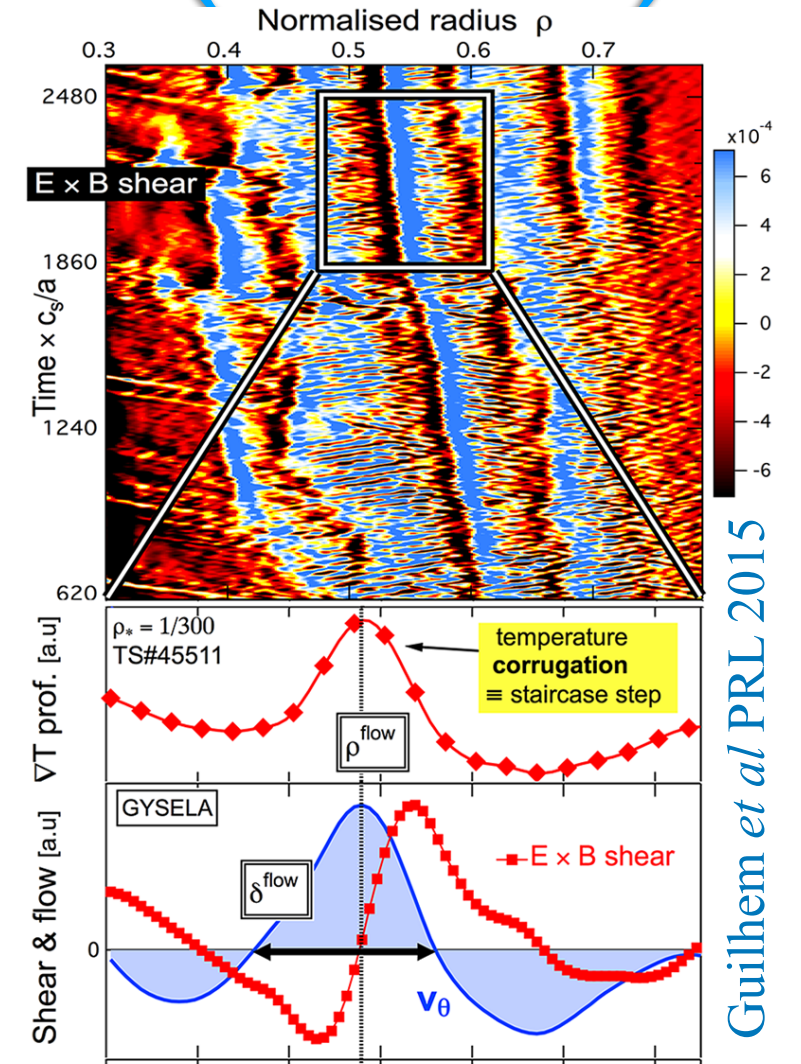 Normalised radius ρ
0.3 0.4 0.5 0.6 0.7
2480
E × B shear
1860
Time × cs/a
1240
620
x10-4
6
4
2
0
-2
-4
-6
ρ* = 1/300
TS#45511
temperature
corrugation
≡ staircase step
ρflow
∇T prof. [a.u]
GYSELA
E × B shear
δflow
0
vθ
Shear & flow [a.u]
Guilhem et al PRL 2015